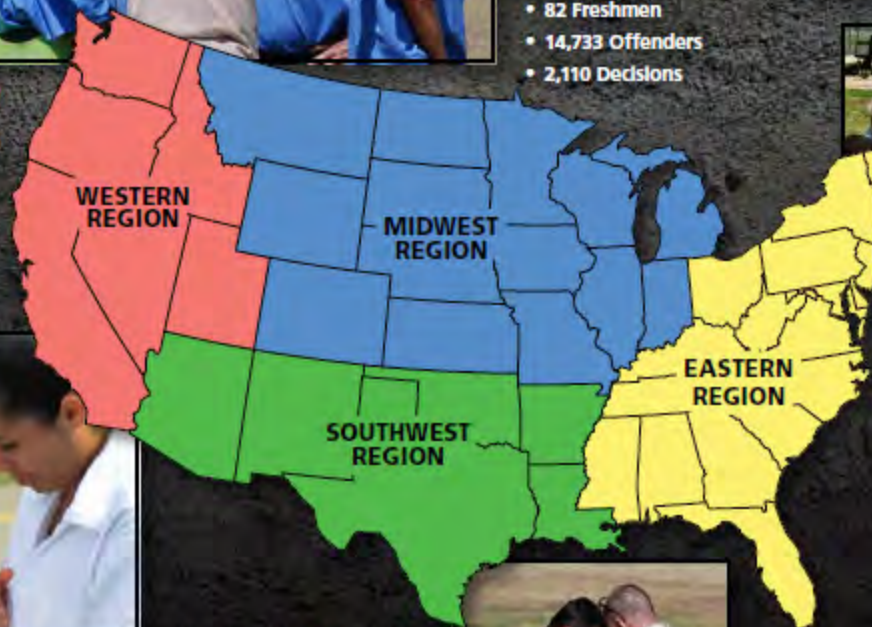 • 82 Freshmen
• 14,733 Offenders
• 2,110 Decisions
WESTERN
REGION
MIDWEST
REGION
EASTERN
REGION
SOUTHWEST
REGION